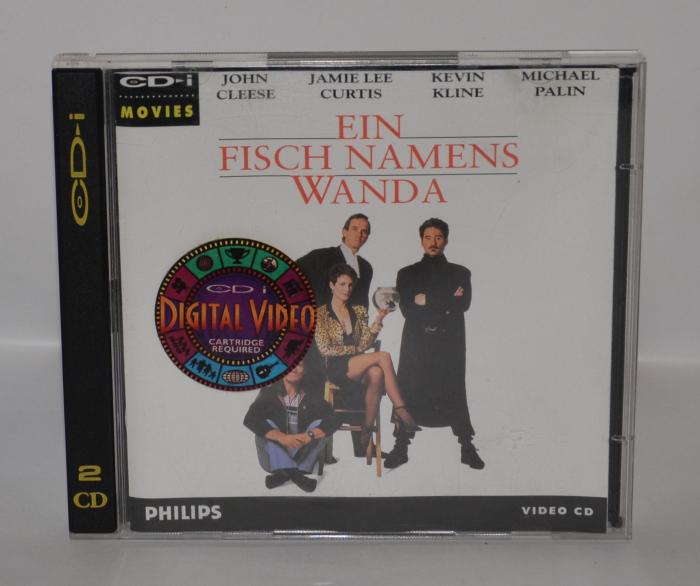 CD-i
MOVIES
JOHN
CLEESE
JAMIE LEE
CURTIS
KEVIN
KLINE
MICHAEL
PALIN
EIN
FISCH NAMENS
WANDA
CD-i
CD i
DIGITAL VIDEO
CARTRIDGE
REQUIRED
2
CD
PHILIPS
VIDEO CD